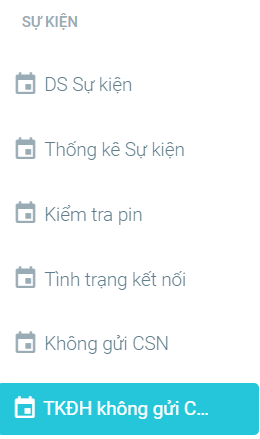 SỰ KIỆN
DS Sự kiện
Thống kê Sự kiện
Kiểm tra pin
Tình trạng kết nối
Không gửi CSN
TKĐH không gửi C...